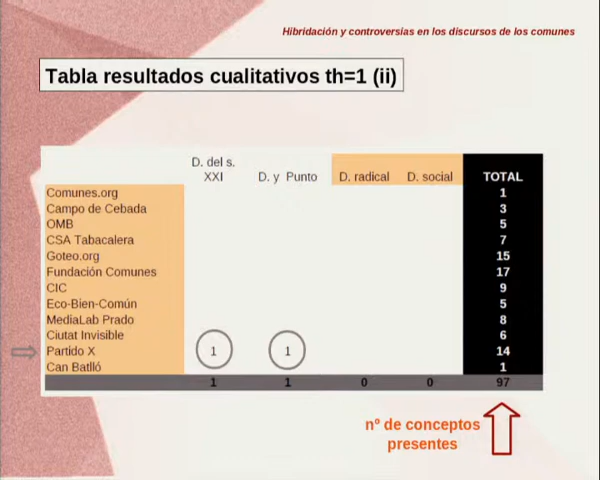 Hibridación y controversias en los discursos de los comunes
Tabla resultados cualitativos th=1 (ii)
D. del s. XXI D. y Punto D. radical D. social TOTAL
Comunes.org 1
Campo de Cebada 3
OMB 5
CSA Tabacalera 7
Goteo.org 15
Fundación Comunes 17
CIC 9
Eco-Bien-Común 5
MediaLab Prado 8
Ciutat Invisible 6
Partido X 1 1 14
Can Batlló 1
1 1 0 0 97
nº de conceptos
presentes